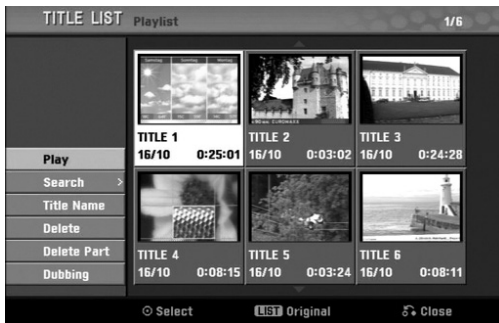 TITLE LIST Playlist 1/6
Play
Search >
Title Name
Delete
Delete Part
Dubbing
Samstag Sonntag Montag
TITLE 1
16/10 0:25:01
TITLE 2
16/10 0:03:02
TITLE 3
16/10 0:24:28
TITLE 4
16/10 0:08:15
TITLE 5
16/10 0:03:24
TITLE 6
16/10 0:08:11
Select
LIST Original
Close